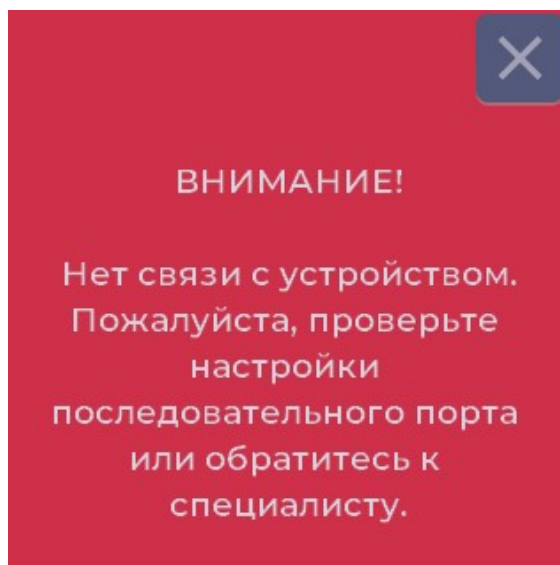 ВНИМАНИЕ!
Нет связи с устройством.
Пожалуйста, проверьте
настройки
последовательного порта
или обратитесь к
специалисту.